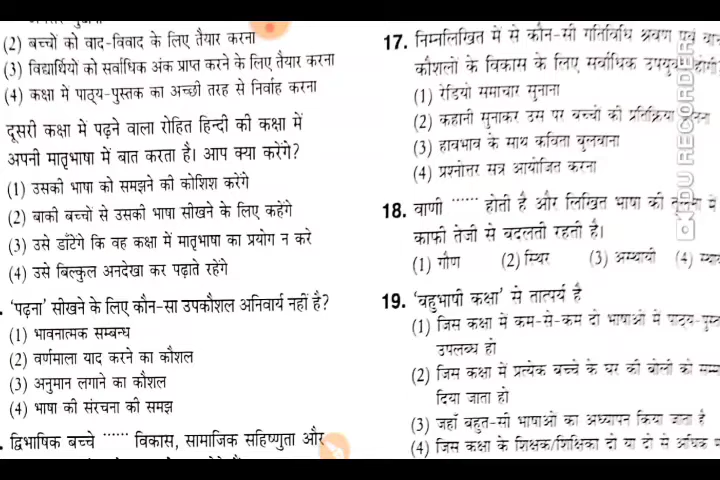 (2) बच्चों को वाद-विवाद के लिए तैयार करना
(3) विद्यार्थियों को सर्वाधिक अंक प्राप्त करने के लिए तैयार करना
(4) कक्षा में पाठ्य-पुस्तक का अच्छी तरह से निर्वाह करना
दूसरी कक्षा में पढ़ने वाला रोहित हिन्दी की कक्षा में
अपनी मातृभाषा में बात करता है। आप क्या करेंगे?
(1) उसकी भाषा को समझने की कोशिश करेंगे
(2) बाकी बच्चों से उसकी भाषा सीखने के लिए कहेंगे
(3) उसे डाँटेंगे कि वह कक्षा में मातृभाषा का प्रयोग न करे
(4) उसे बिल्कुल अनदेखा कर पढ़ाते रहेंगे
'पढ़ना' सीखने के लिए कौन-सा उपकौशल अनिवार्य नहीं है?
(1) भावनात्मक सम्बन्ध
(2) वर्णमाला याद करने का कौशल
(3) अनुमान लगाने का कौशल
(4) भाषा की संरचना की समझ
द्विभाषिक बच्चे ...... विकास, सामाजिक सहिष्णुता और
17. निम्नलिखित में से कौन-सी गतिविधि श्रवण एवं
कौशलों के विकास के लिए सर्वाधिक उपयुक्त होगी
(1) रेडियो समाचार सुनाना
(2) कहानी सुनाकर उस पर बच्चों की प्रतिक्रिया
(3) हावभाव के साथ कविता बुलवाना
(4) प्रश्नोत्तर सत्र आयोजित करना
18. वाणी ...... होती है और लिखित भाषा की तुलना में
काफी तेजी से बदलती रहती है।
(1) गौण (2) स्थिर (3) अस्थायी (4)
19. 'बहुभाषी कक्षा' से तात्पर्य है
(1) जिस कक्षा में कम-से-कम दो भाषाओं में
उपलब्ध हो
(2) जिस कक्षा में प्रत्येक बच्चे के घर की बोली को
दिया जाता हो
(3) जहाँ बहुत-सी भाषाओं का अध्यापन किया जाता है
(4) जिस कक्षा के शिक्षक/शिक्षिका दो या दो से अधिक
RECORDER